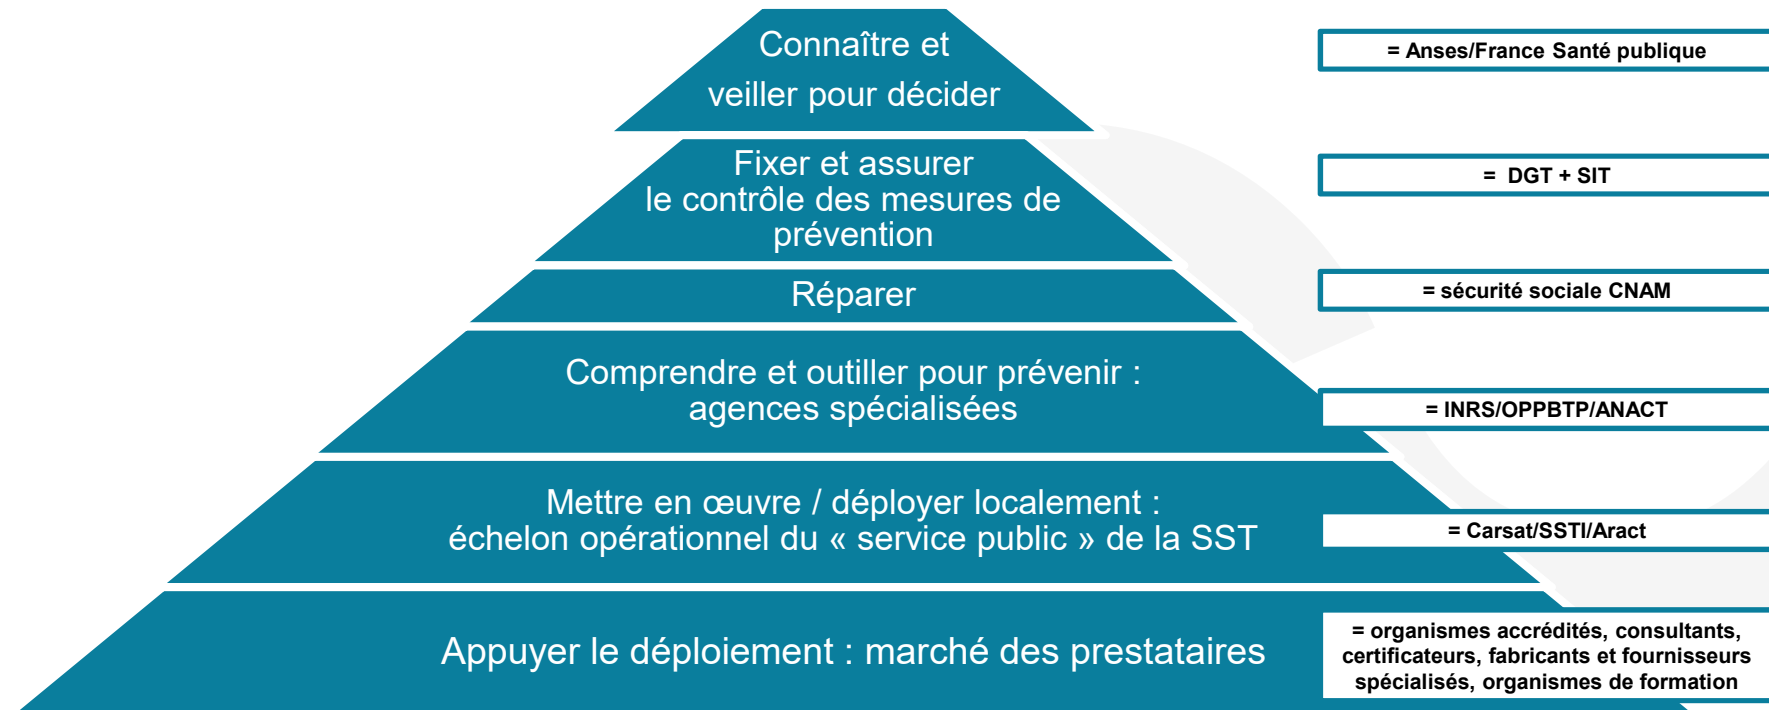 Connaître et
veiller pour décider
= Anses/France Santé publique
Fixer et assurer
le contrôle des mesures de
prévention
= DGT + SIT
Réparer
= sécurité sociale CNAM
Comprendre et outiller pour prévenir :
agences spécialisées
= INRS/OPPBTP/ANACT
Mettre en œuvre / déployer localement :
échelon opérationnel du « service public » de la SST
= Carsat/SSTI/Aract
Appuyer le déploiement : marché des prestataires
= organismes accrédités, consultants,
certificateurs, fabricants et fournisseurs
spécialisés, organismes de formation